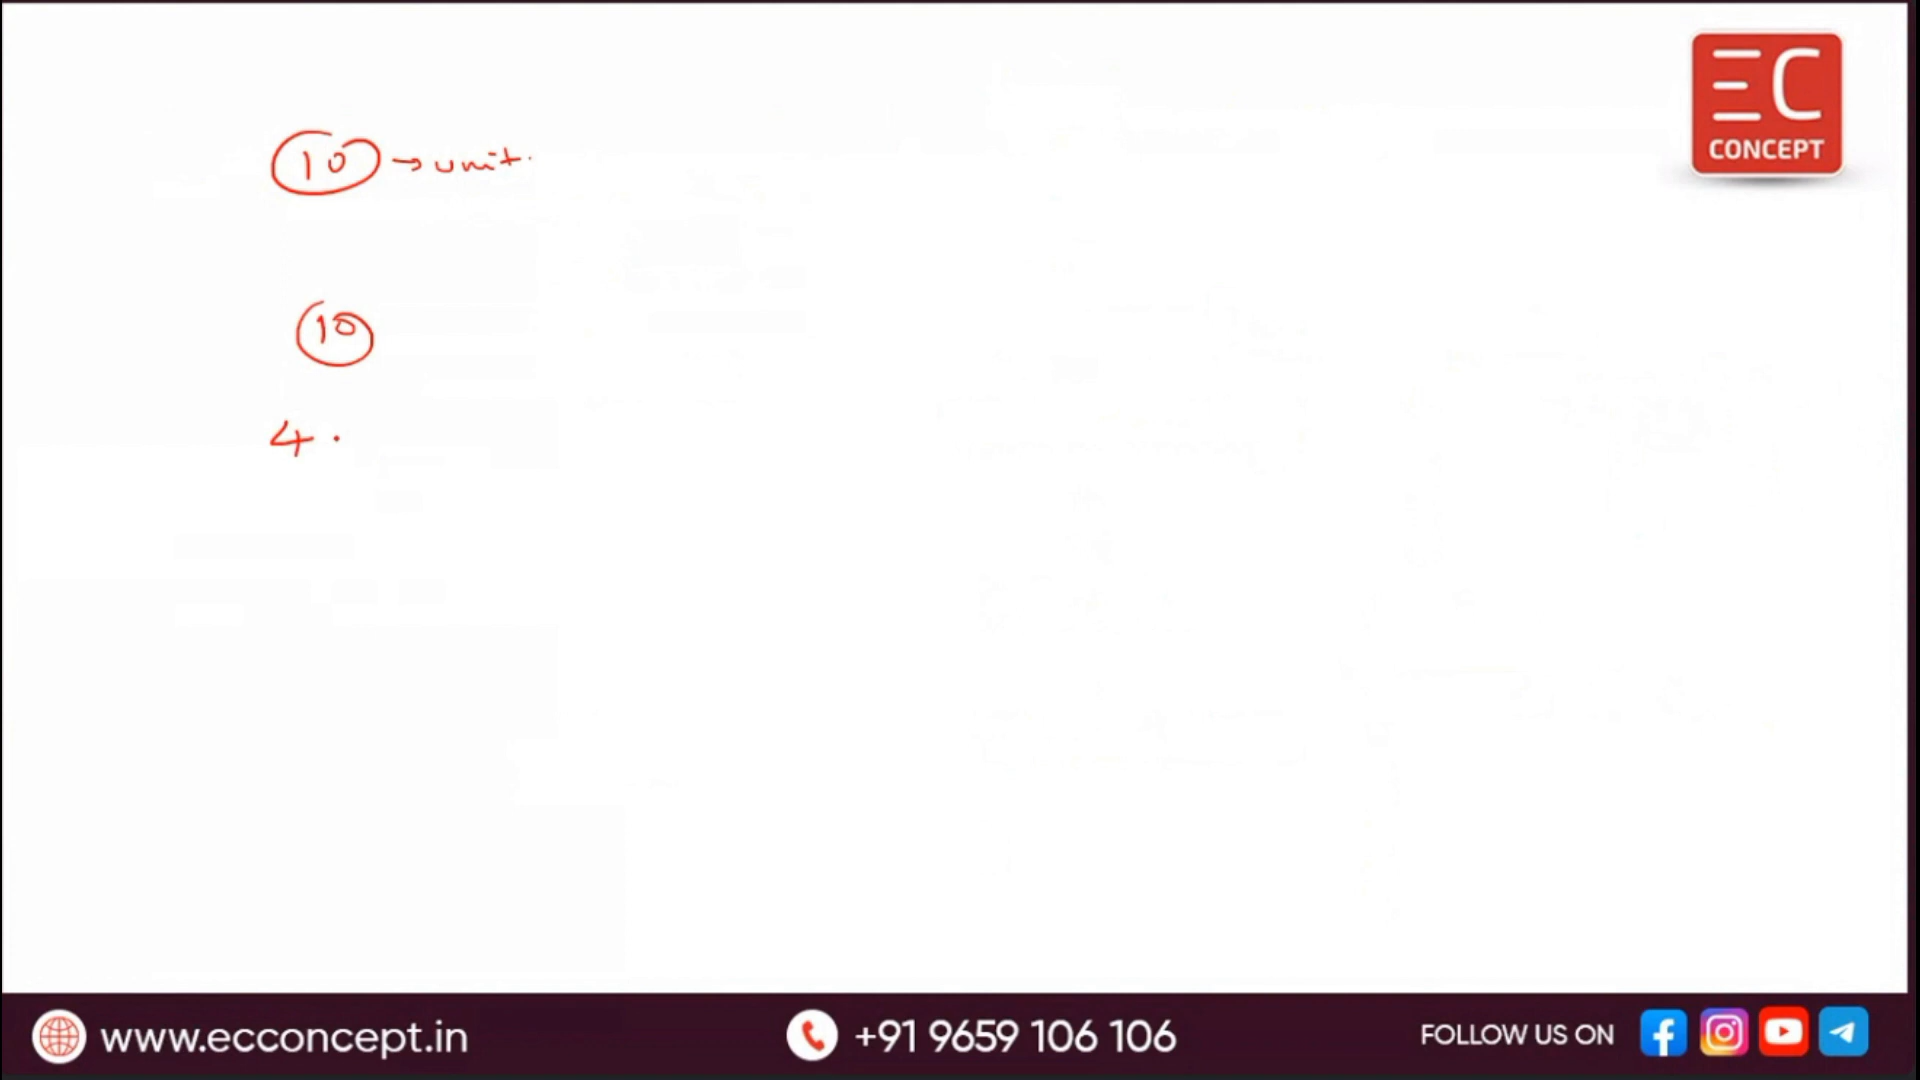 EC
CONCEPT
10 → unit.
10
4 .
www.ecconcept.in
+91 9659 106 106
FOLLOW US ON